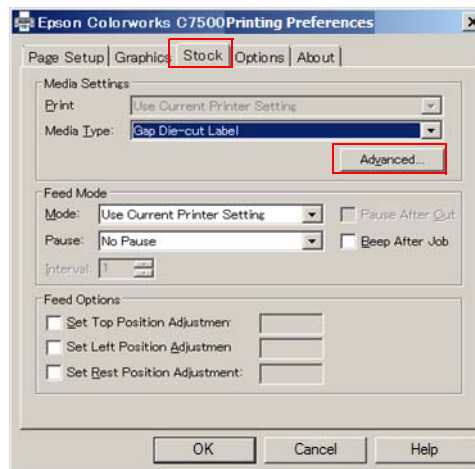 Epson Colorworks C7500Printing Preferences
Page Setup Graphics Stock Options About
Media Settings
Print Use Current Printer Setting
Media Type: Gap Die-cut Label
Advanced...
Feed Mode
Mode: Use Current Printer Setting Pause After Cut
Pause: No Pause Beep After Job
Interval: 1
Feed Options
Set Top Position Adjustmen
Set Left Position Adjustmen
Set Rest Position Adjustment:
OK Cancel Help